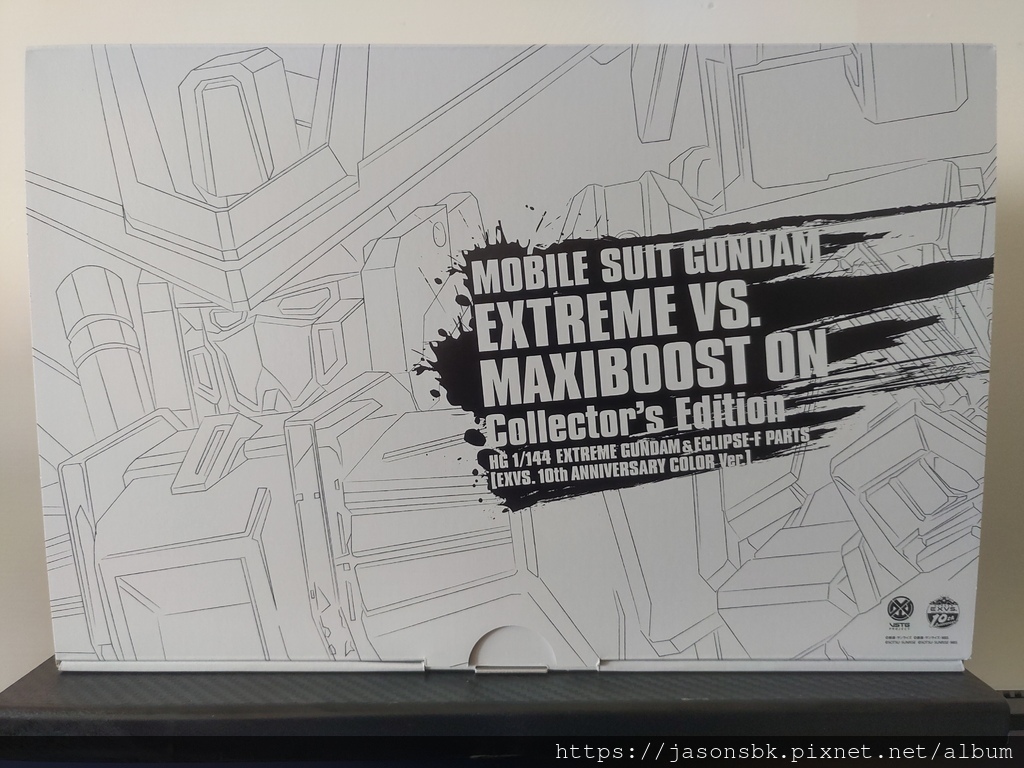 MOBILE SUIT GUNDAM
EXTREME VS.
MAXIBOOST ON
Collector's Edition
HG 1/144 EXTREME GUNDAM & ECLIPSE-F PARTS
[EXVS. 10th ANNIVERSARY COLOR Ver.]
VSTG
EXVS.
10th
https://jasonsbk.pixnet.net/album